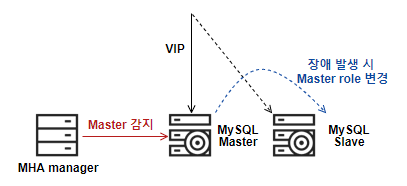 VIP
장애 발생 시
Master role 변경
Master 감지
MySQL
Master
MySQL
Slave
MHA manager